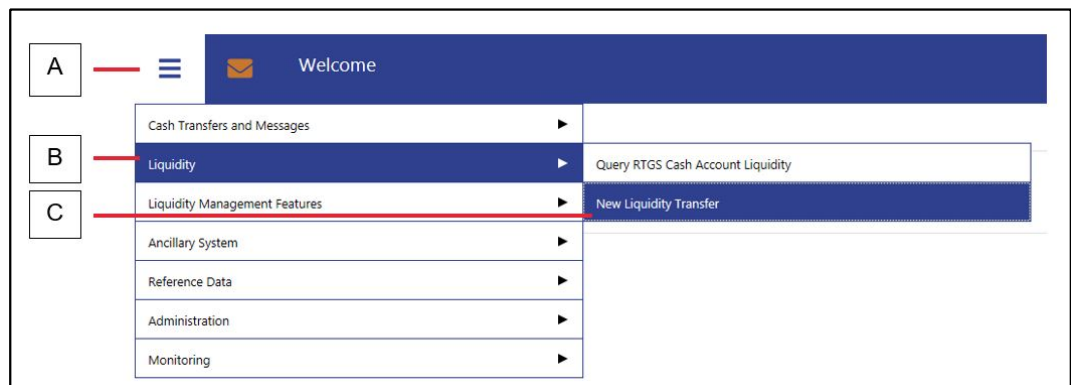 A
Welcome
Cash Transfers and Messages
B
Liquidity
Query RTGS Cash Account Liquidity
C
Liquidity Management Features
New Liquidity Transfer
Ancillary System
Reference Data
Administration
Monitoring